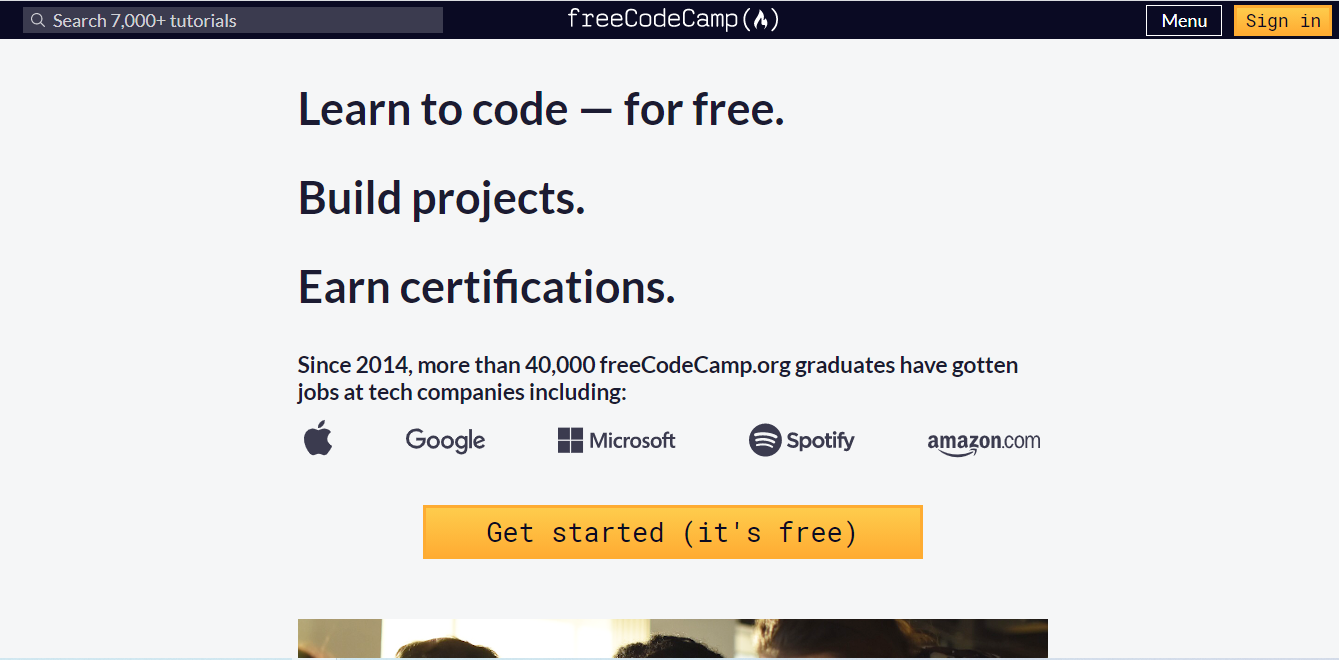 Search 7,000+ tutorials
freeCodeCamp
Menu
Sign in
Learn to code — for free.
Build projects.
Earn certifications.
Since 2014, more than 40,000 freeCodeCamp.org graduates have gotten
jobs at tech companies including:
Google
Microsoft
Spotify
amazon.com
Get started (it's free)